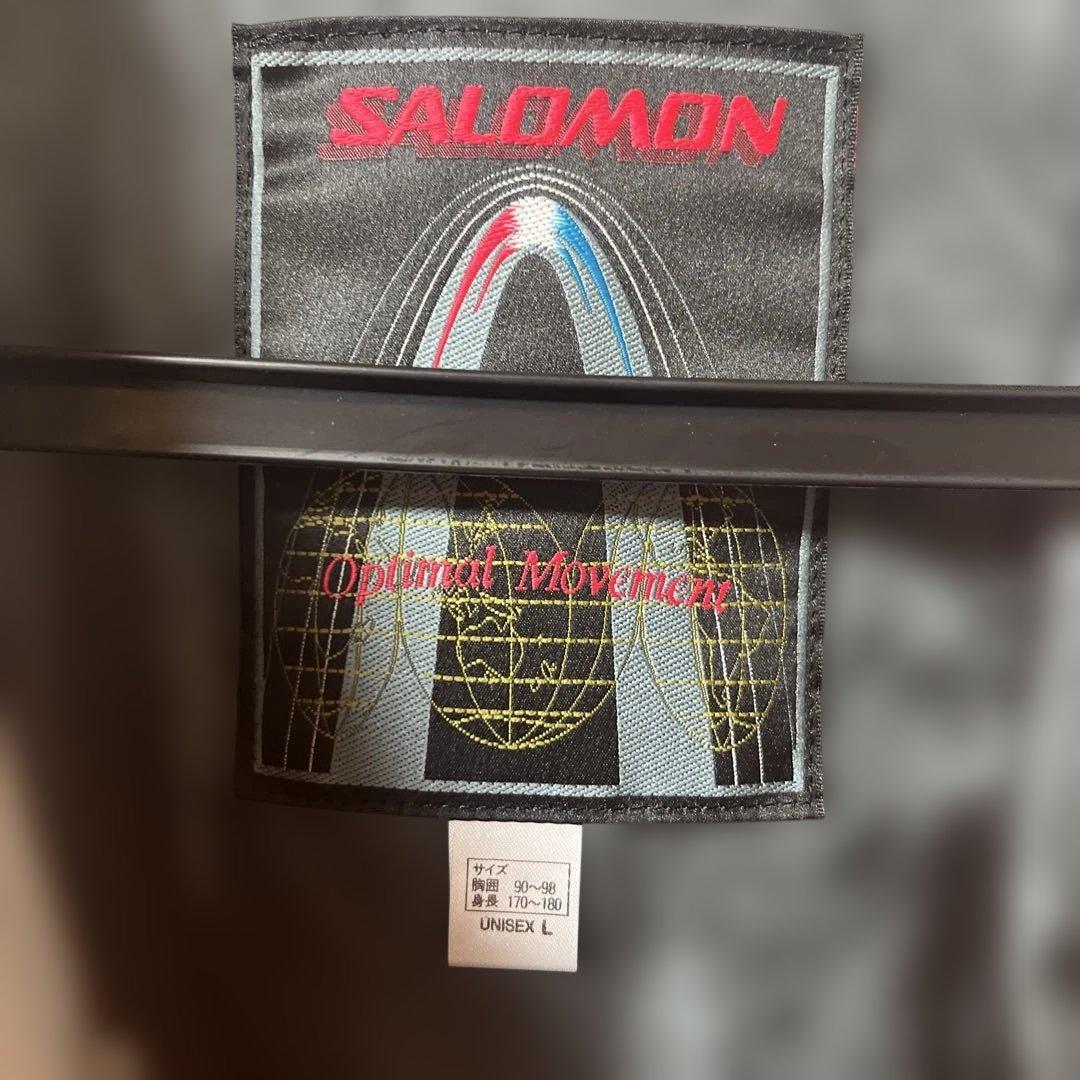 SALOMON
Optimal Movement
サイズ
胸囲 90〜98
身長 170〜180
UNISEX L